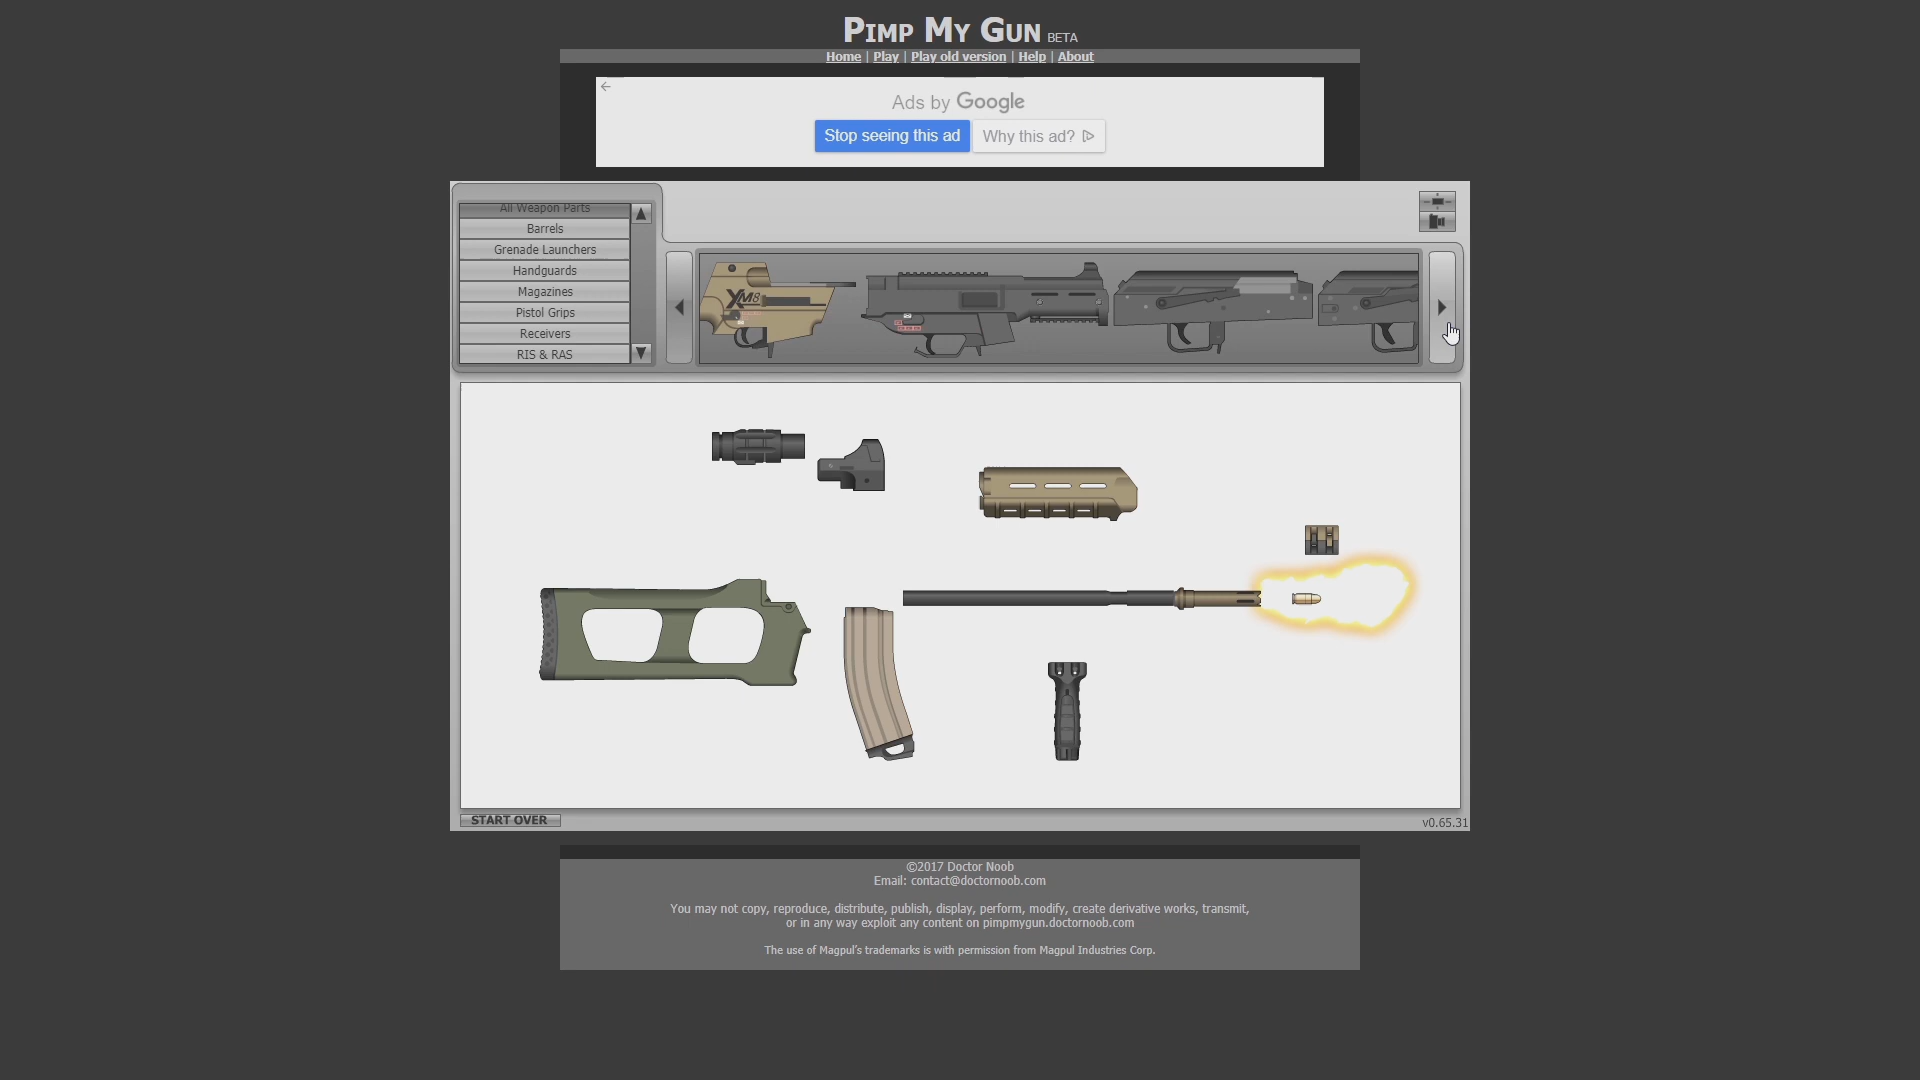 PIMP MY GUN BETA
Home | Play | Play old version | Help | About
Ads by Google
Stop seeing this ad
Why this ad?
All Weapon Parts
Barrels
Grenade Launchers
Handguards
Magazines
Pistol Grips
Receivers
RIS & RAS
XM8
START OVER
v0.65.31
©2017 Doctor Noob
Email: contact@doctornoob.com
You may not copy, reproduce, distribute, publish, display, perform, modify, create derivative works, transmit,
or in any way exploit any content on pimpmygun.doctornoob.com
The use of Magpul's trademarks is with permission from Magpul Industries Corp.